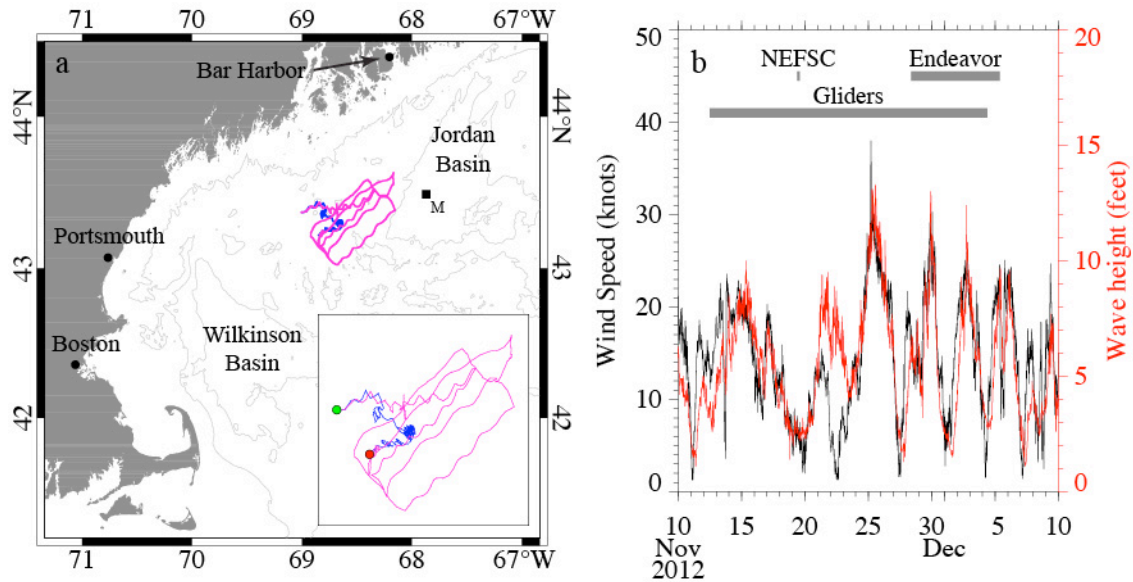 71 70 69 68 67°W
a
Bar Harbor
44°N
44°N
Jordan
Basin
M
Portsmouth
43
43
Boston
Wilkinson
Basin
42
42
71 70 69 68 67°W
b
NEFSC
Endeavor
Gliders
50
40
30
20
10
0
Wind Speed (knots)
20
15
10
5
0
Wave height (feet)
10 15 20 25 30 5 10
Nov Dec
2012